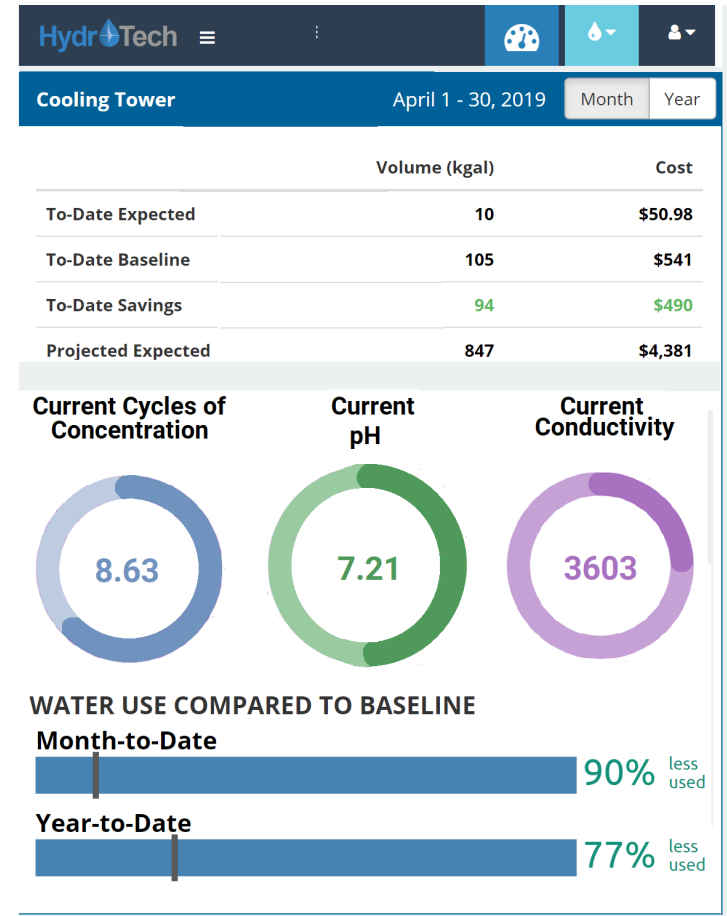 HydroTech
Cooling Tower April 1 - 30, 2019 Month Year
Volume (kgal) Cost
To-Date Expected 10 $50.98
To-Date Baseline 105 $541
To-Date Savings 94 $490
Projected Expected 847 $4,381
Current Cycles of Concentration
Current pH
Current Conductivity
8.63 7.21 3603
WATER USE COMPARED TO BASELINE
Month-to-Date
90% less used
Year-to-Date
77% less used